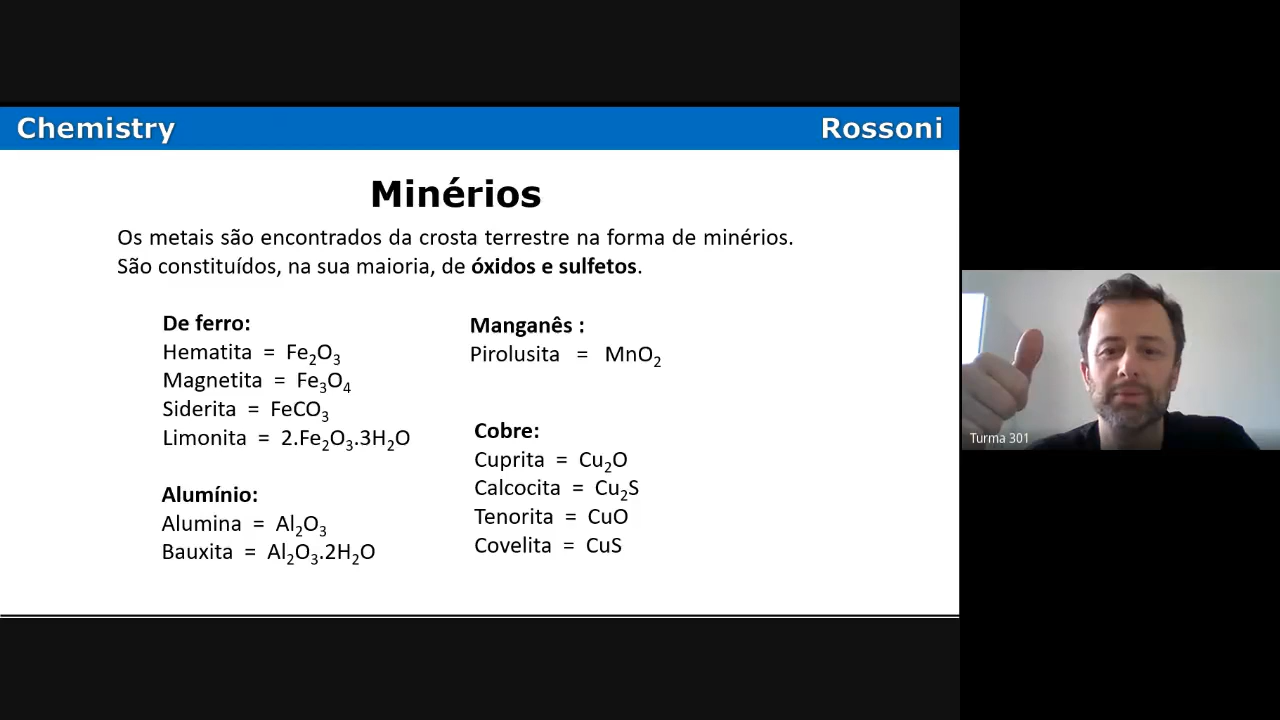 Chemistry
Rossoni
Minérios
Os metais são encontrados da crosta terrestre na forma de minérios.
São constituídos, na sua maioria, de óxidos e sulfetos.
De ferro:
Hematita = Fe₂O₃
Magnetita = Fe₃O₄
Siderita = FeCO₃
Limonita = 2.Fe₂O₃.3H₂O
Alumínio:
Alumina = Al₂O₃
Bauxita = Al₂O₃.2H₂O
Manganês :
Pirolusita = MnO₂
Cobre:
Cuprita = Cu₂O
Calcocita = Cu₂S
Tenorita = CuO
Covelita = CuS
Turma 301